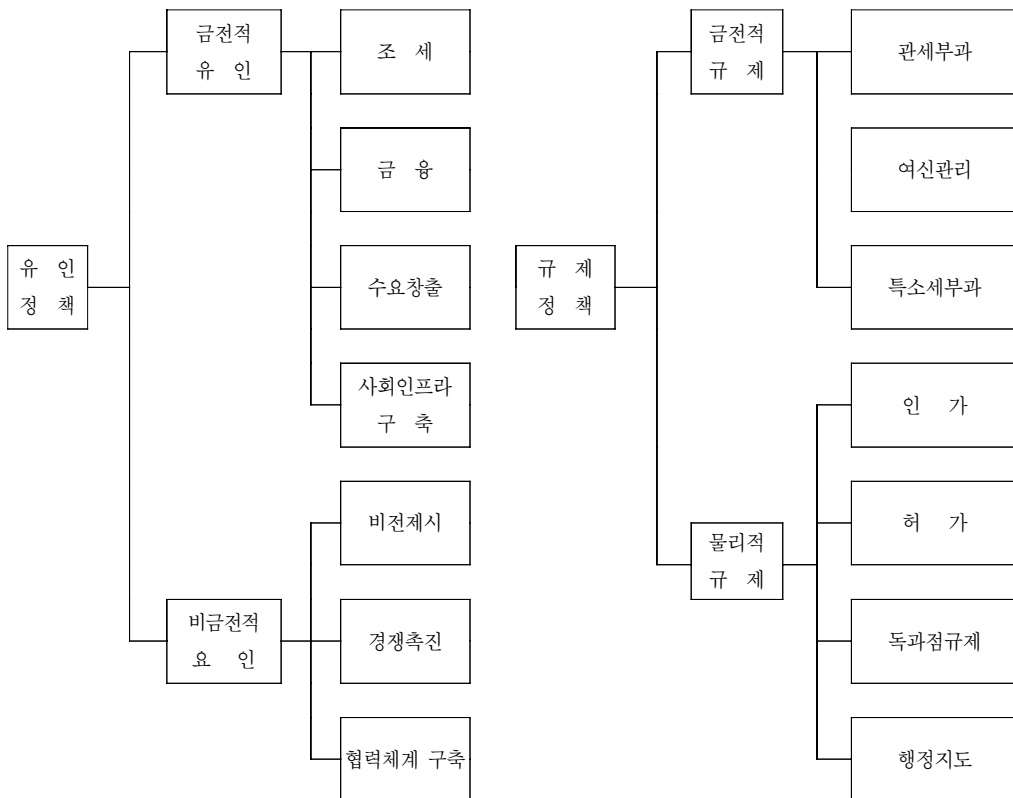 유 인
정 책
금전적
유 인
조 세
금 융
수요창출
사회인프라
구 축
비금전적
요 인
비전제시
경쟁촉진
협력체계 구축
규 제
정 책
금전적
규 제
관세부과
여신관리
특소세부과
물리적
규 제
인 가
허 가
독과점규제
행정지도